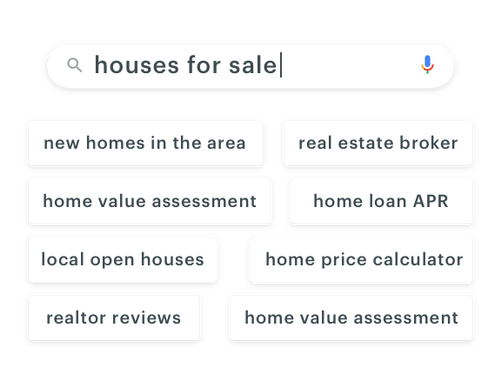 houses for sale
new homes in the area
real estate broker
home value assessment
home loan APR
local open houses
home price calculator
realtor reviews
home value assessment